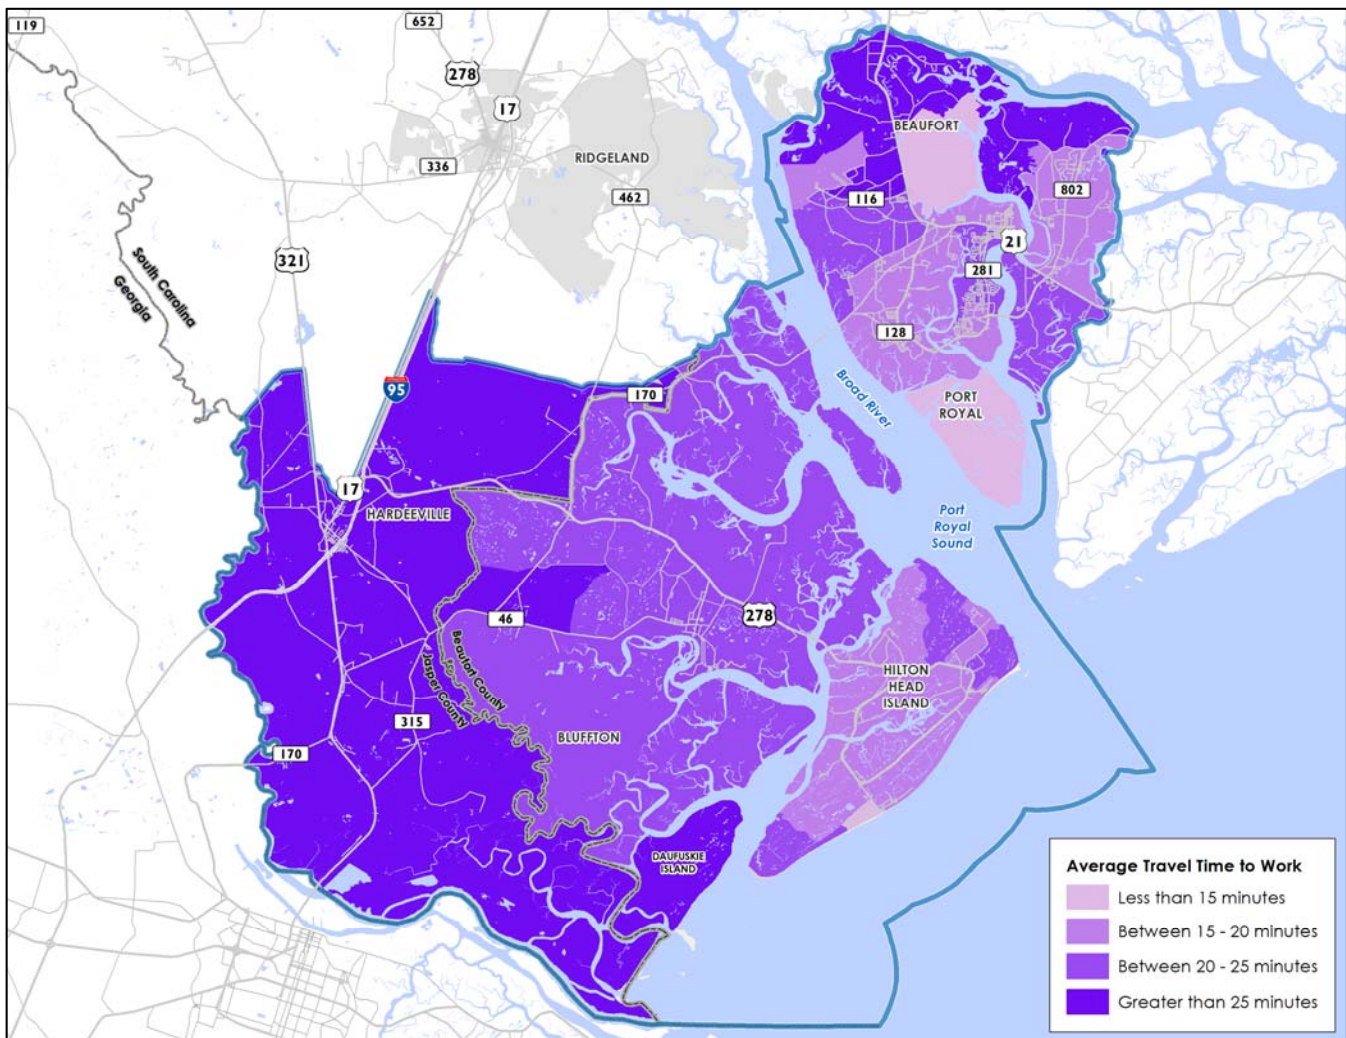 119
652
278
17
BEAUFORT
RIDGELAND
336
462
116
802
South Carolina
Georgia
321
21
281
128
95
170
Broad River
PORT
ROYAL
17
HARDEEVILLE
Port
Royal
Sound
46
278
Beaufort County
Jasper County
HILTON
HEAD
ISLAND
315
BLUFFTON
170
DAUFUSKIE
ISLAND
Average Travel Time to Work
Less than 15 minutes
Between 15 - 20 minutes
Between 20 - 25 minutes
Greater than 25 minutes